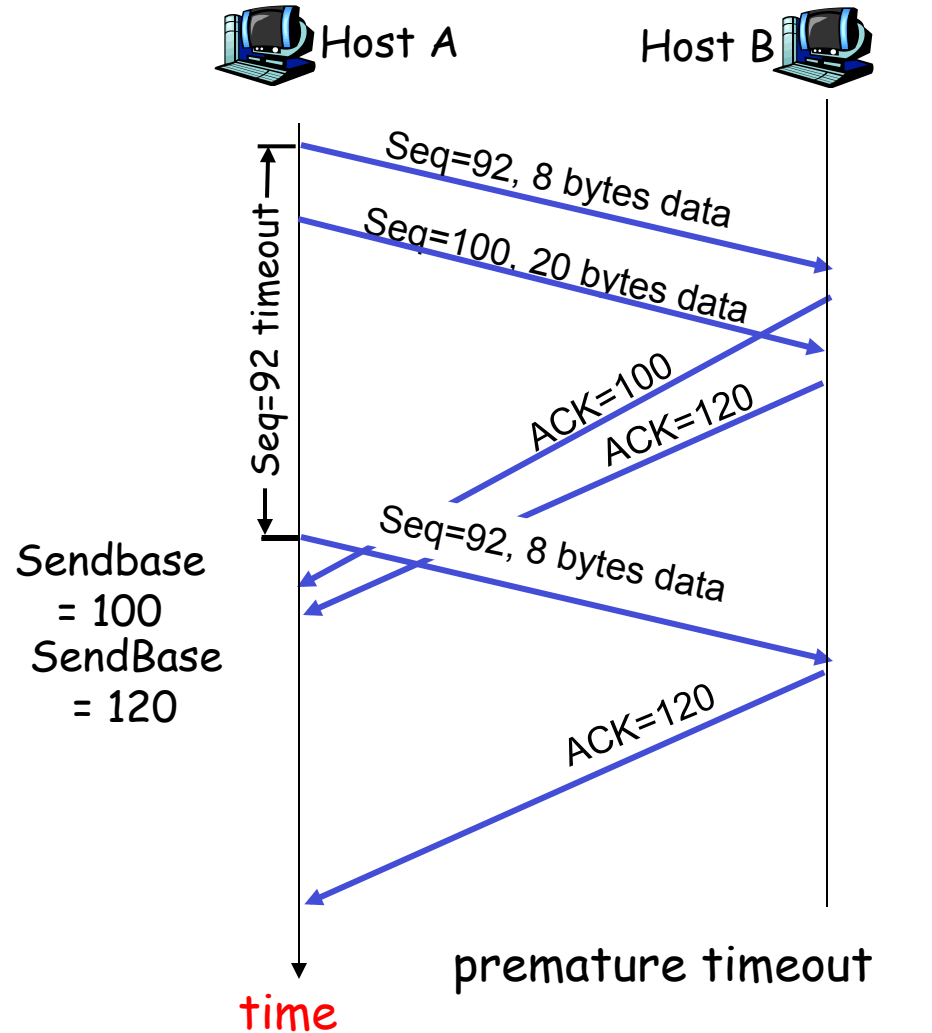 Host A
Host B
Seq=92, 8 bytes data
Seq=100, 20 bytes data
Seq=92 timeout
ACK=100
ACK=120
Seq=92, 8 bytes data
Sendbase
= 100
SendBase
= 120
ACK=120
premature timeout
time